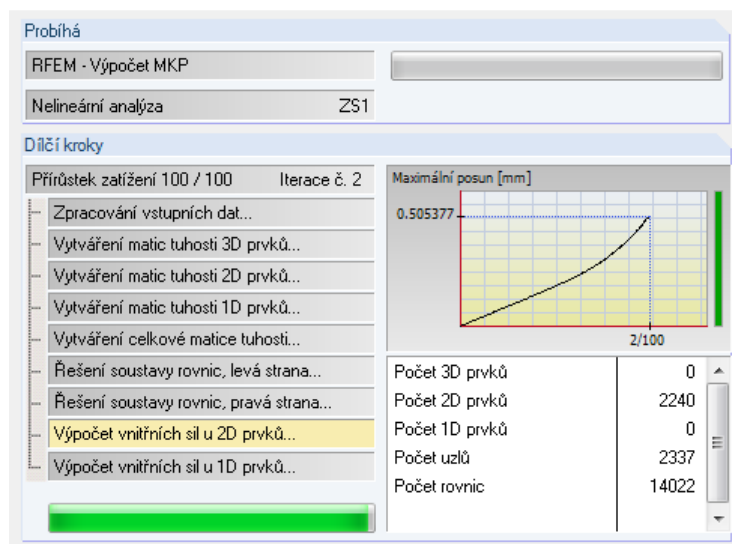 Probíhá
RFEM - Výpočet MKP
Nelineární analýza ZS1
Dílčí kroky
Přírůstek zatížení 100 / 100 Iterace č. 2
Zpracování vstupních dat...
Vytváření matic tuhosti 3D prvků...
Vytváření matic tuhosti 2D prvků...
Vytváření matic tuhosti 1D prvků...
Vytváření celkové matice tuhosti...
Řešení soustavy rovnic, levá strana...
Řešení soustavy rovnic, pravá strana...
Výpočet vnitřních sil u 2D prvků...
Výpočet vnitřních sil u 1D prvků...
Maximální posun [mm]
0.505377
2/100
Počet 3D prvků 0
Počet 2D prvků 2240
Počet 1D prvků 0
Počet uzlů 2337
Počet rovnic 14022